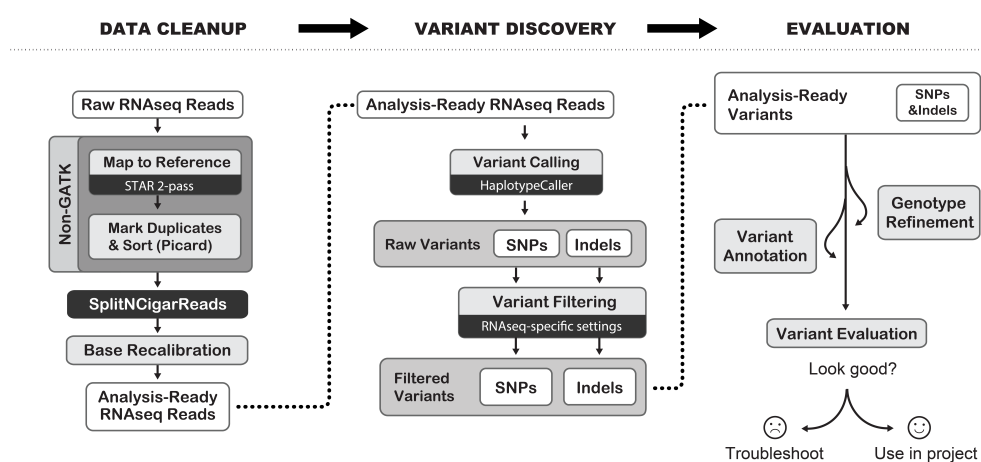 DATA CLEANUP
VARIANT DISCOVERY
EVALUATION
Raw RNAseq Reads
Non-GATK
Map to Reference
STAR 2-pass
Mark Duplicates
& Sort (Picard)
SplitNCigarReads
Base Recalibration
Analysis-Ready
RNAseq Reads
Analysis-Ready RNAseq Reads
Variant Calling
HaplotypeCaller
Raw Variants
SNPs
Indels
Variant Filtering
RNAseq-specific settings
Filtered
Variants
SNPs
Indels
Analysis-Ready
Variants
SNPs
&Indels
Genotype
Refinement
Variant
Annotation
Variant Evaluation
Look good?
Troubleshoot
Use in project